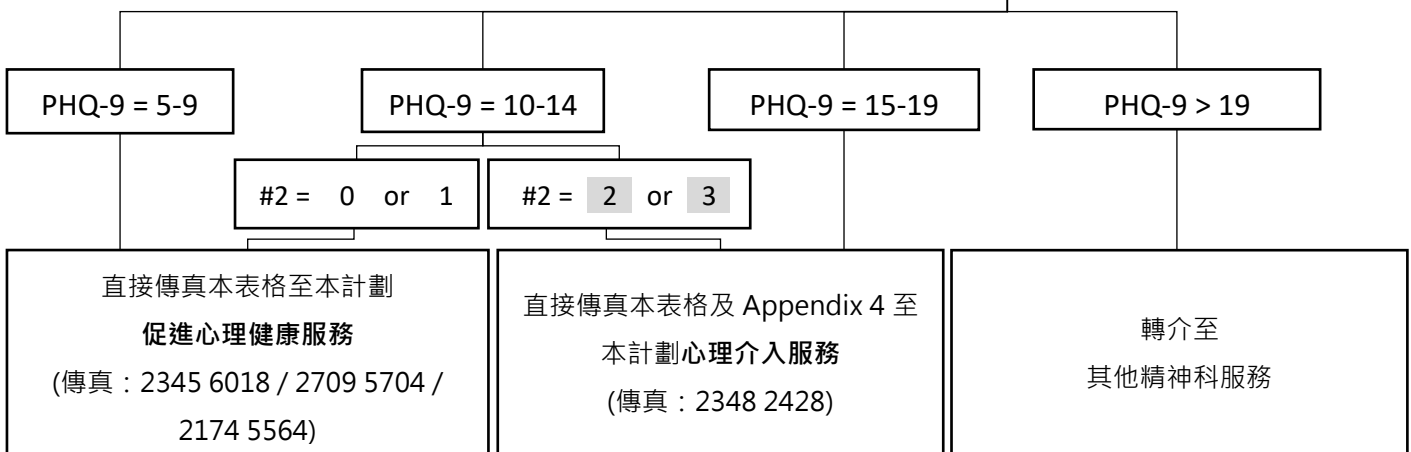 PHQ-9 = 5-9
PHQ-9 = 10-14
PHQ-9 = 15-19
PHQ-9 > 19
#2 = 0 or 1
#2 = 2 or 3
直接傳真本表格至本計劃
促進心理健康服務
(傳真：2345 6018 / 2709 5704 /
2174 5564)
直接傳真本表格及 Appendix 4 至
本計劃心理介入服務
(傳真：2348 2428)
轉介至
其他精神科服務